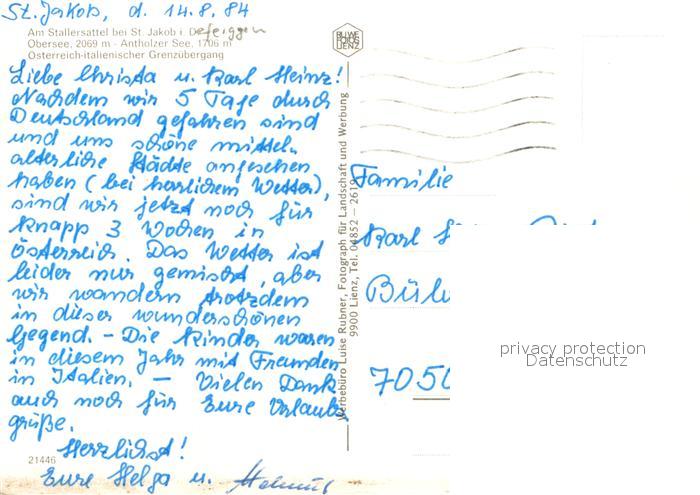 St. Jakob, d. 14.8.84
Am Stallersattel bei St. Jakob i. Defereggen
Obersee, 2069 m - Antholzer See, 1706 m
Österreich-italienischer Grenzübergang
Liebe Christa u. Karl Heinz!
Nachdem wir 5 Tage durch
Deutschland gefahren sind
und uns schöne mittel-
alterliche Städte angesehen
haben (bei herrlichem Wetter),
sind wir jetzt noch für
knapp 3 Wochen in
Österreich. Das Wetter ist
leider nur gemischt, aber
wir wandern trotzdem
in dieser wunderschönen
Gegend. - Die Kinder waren
in diesem Jahr mit Freunden
in Italien. - Vielen Dank
auch noch für Eure Urlaubs
grüße.
Herzlichst!
Eure Helga u. Helmut
21446
Werbebüro Luise Rubner, Fotograph für Landschaft und Werbung
9900 Lienz, Tel. 04852 - 2619
Familie
Karl
705
privacy protection
Datenschutz